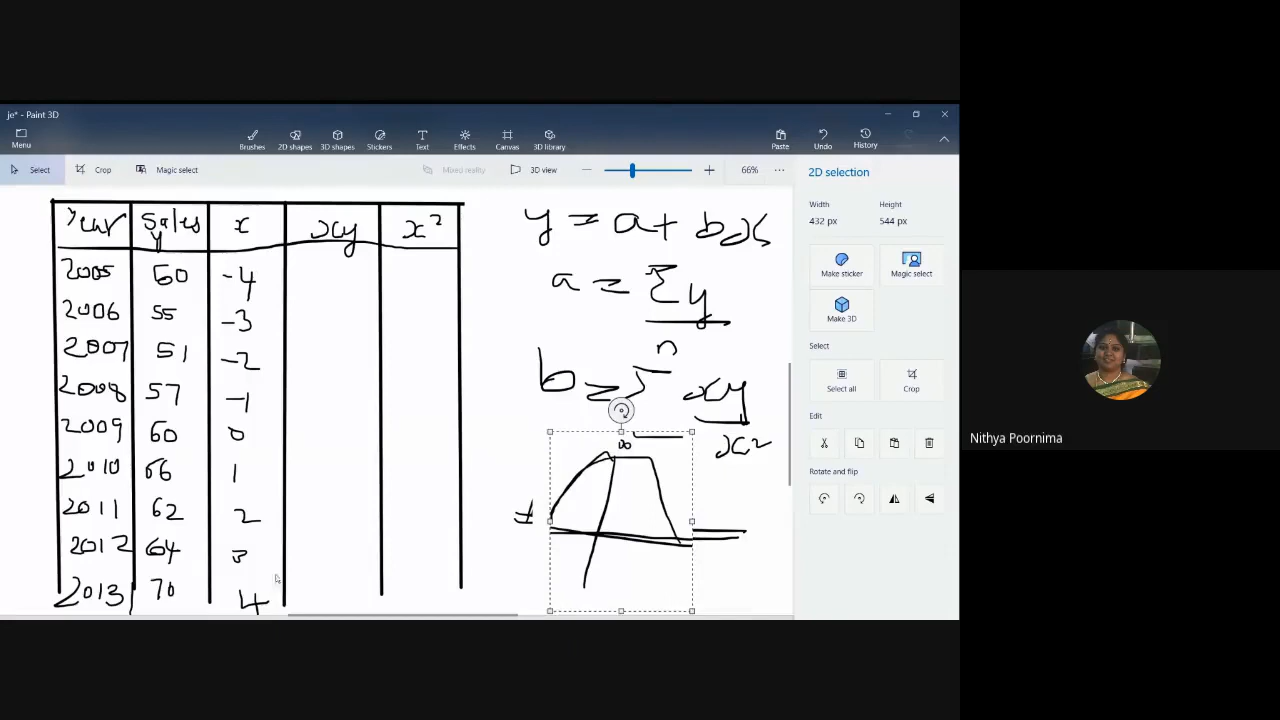 je* - Paint 3D
Menu
Brushes 2D shapes 3D shapes Stickers Text Effects Canvas 3D library Paste Undo History
Select Crop Magic select Mixed reality 3D view 66%
2D selection
Width Height
432 px 544 px
Make sticker Magic select
Make 3D
Select
Select all Crop
Edit
Rotate and flip
Year Sales y x xy x²
2005 50 -4
2006 55 -3
2007 51 -2
2008 57 -1
2009 60 0
2010 66 1
2011 62 2
2012 64 3
2013 70 4
y = a + bx
a = Σy
n
b = Σ xy
x²
Nithya Poornima